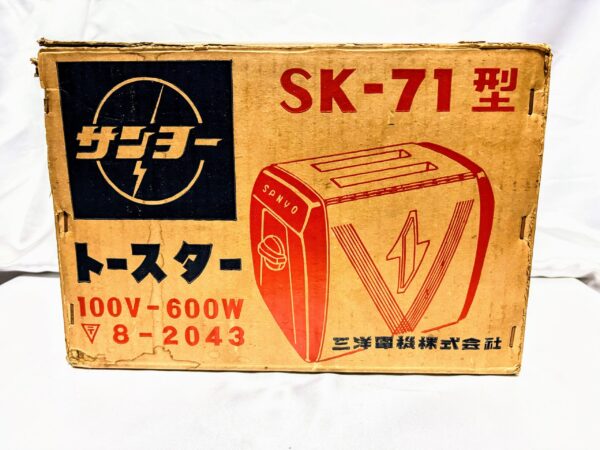 サンヨー
SK-71型
トースター
100V-600W
〒 8-2043
SANYO
三洋電機株式会社